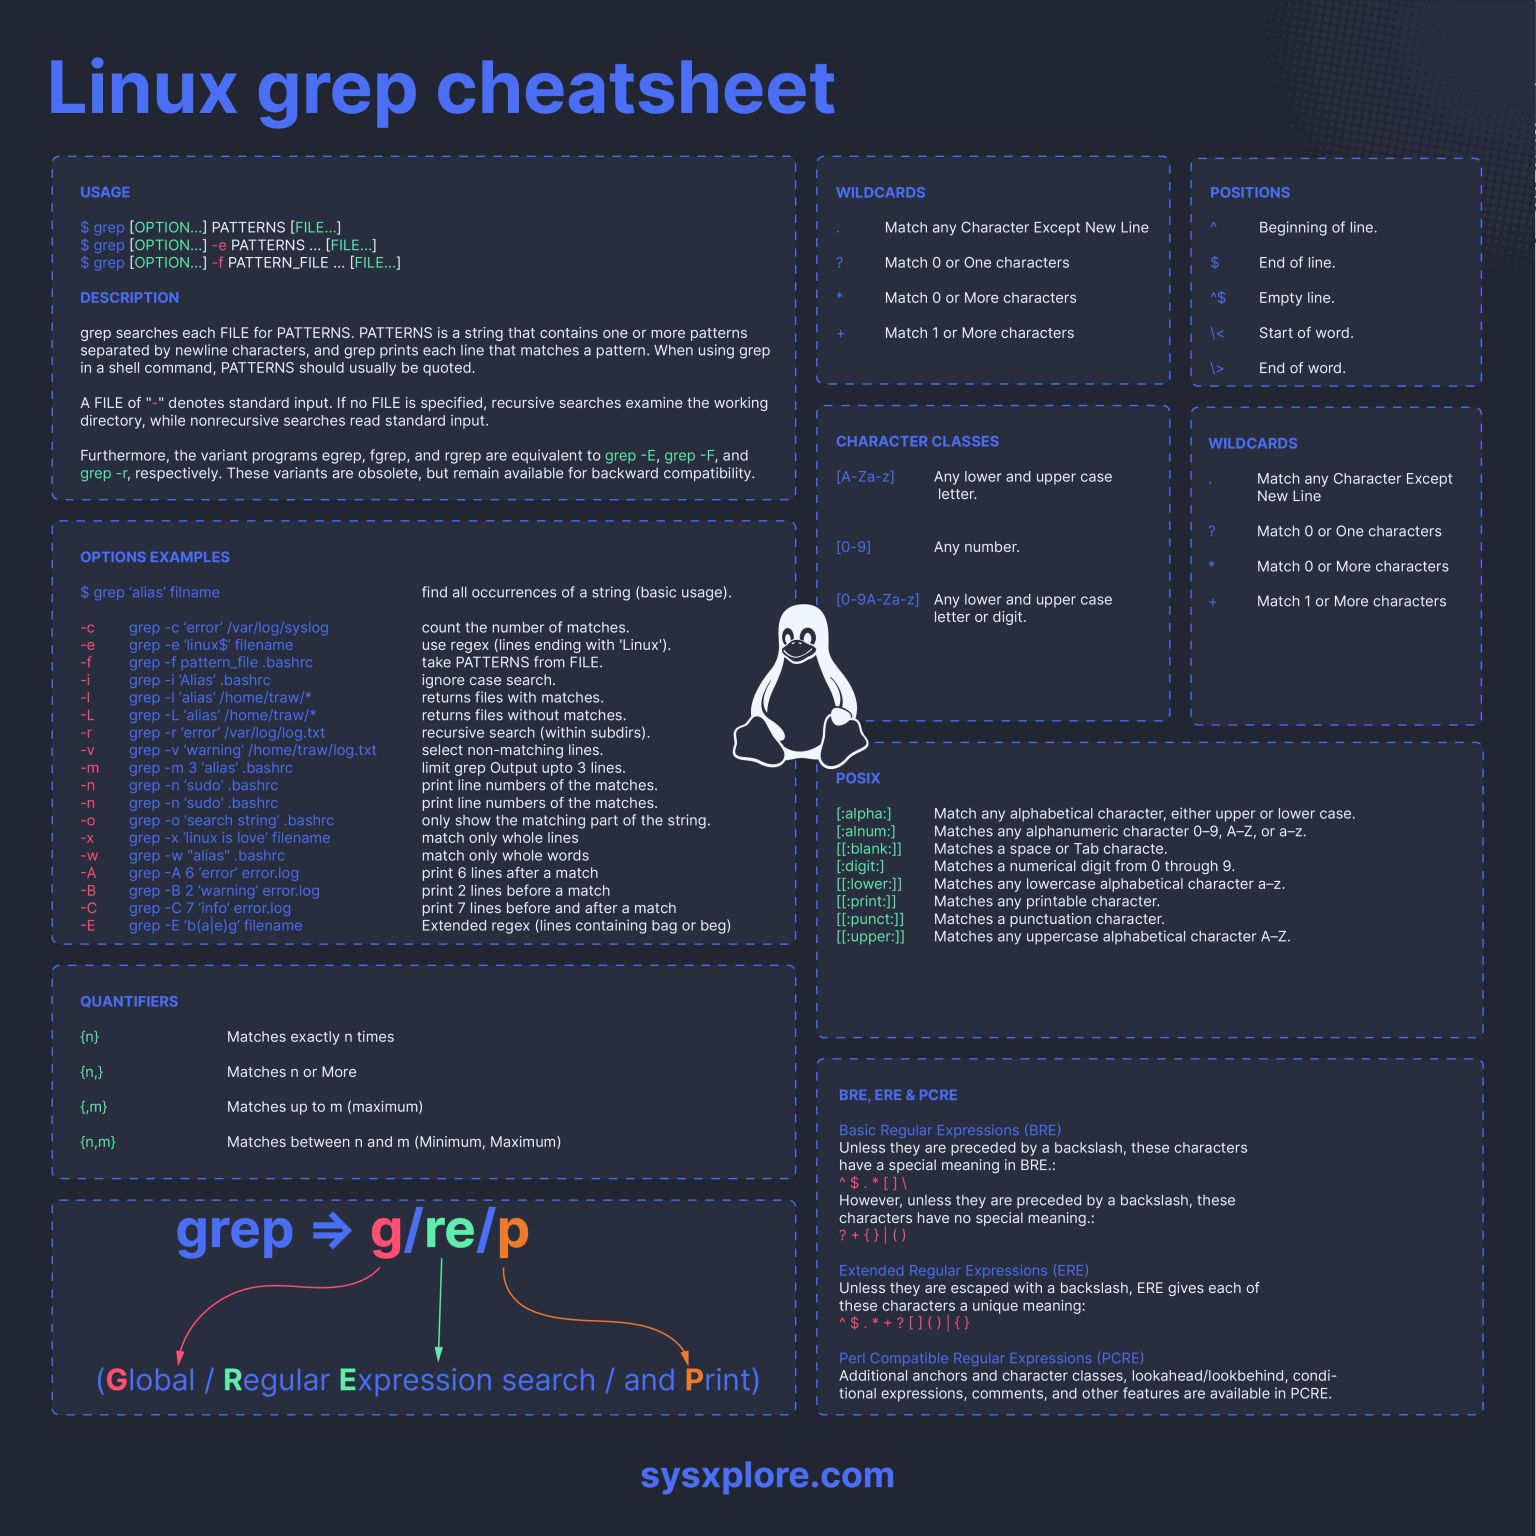 Linux grep cheatsheet
USAGE
$ grep [OPTION...] PATTERNS [FILE...]
$ grep [OPTION...] -e PATTERNS ... [FILE...]
$ grep [OPTION...] -f PATTERN_FILE ... [FILE...]
DESCRIPTION
grep searches each FILE for PATTERNS. PATTERNS is a string that contains one or more patterns
separated by newline characters, and grep prints each line that matches a pattern. When using grep
in a shell command, PATTERNS should usually be quoted.
A FILE of "-" denotes standard input. If no FILE is specified, recursive searches examine the working
directory, while nonrecursive searches read standard input.
Furthermore, the variant programs egrep, fgrep, and rgrep are equivalent to grep -E, grep -F, and
grep -r, respectively. These variants are obsolete, but remain available for backward compatibility.
OPTIONS EXAMPLES
$ grep ‘alias’ filname find all occurrences of a string (basic usage).
-c grep -c ‘error’ /var/log/syslog count the number of matches.
-e grep -e ‘linux$’ filename use regex (lines ending with 'Linux').
-f grep -f pattern_file .bashrc take PATTERNS from FILE.
-i grep -i ‘Alias’ .bashrc ignore case search.
-l grep -l ‘alias’ /home/traw/* returns files with matches.
-L grep -L ‘alias’ /home/traw/* returns files without matches.
-r grep -r ‘error’ /var/log/log.txt recursive search (within subdirs).
-v grep -v ‘warning’ /home/traw/log.txt select non-matching lines.
-m grep -m 3 ‘alias’ .bashrc limit grep Output upto 3 lines.
-n grep -n ‘sudo’ .bashrc print line numbers of the matches.
-n grep -n ‘sudo’ .bashrc print line numbers of the matches.
-o grep -o ‘search string’ .bashrc only show the matching part of the string.
-x grep -x ‘linux is love’ filename match only whole lines
-w grep -w "alias" .bashrc match only whole words
-A grep -A 6 ‘error’ error.log print 6 lines after a match
-B grep -B 2 ‘warning’ error.log print 2 lines before a match
-C grep -C 7 ‘info’ error.log print 7 lines before and after a match
-E grep -E ‘b(a|e)g’ filename Extended regex (lines containing bag or beg)
QUANTIFIERS
{n} Matches exactly n times
{n,} Matches n or More
{,m} Matches up to m (maximum)
{n,m} Matches between n and m (Minimum, Maximum)
grep => g/re/p
(Global / Regular Expression search / and Print)
WILDCARDS
. Match any Character Except New Line
? Match 0 or One characters
* Match 0 or More characters
+ Match 1 or More characters
POSITIONS
^ Beginning of line.
$ End of line.
^$ Empty line.
\< Start of word.
\> End of word.
CHARACTER CLASSES
[A-Za-z] Any lower and upper case
letter.
[0-9] Any number.
[0-9A-Za-z] Any lower and upper case
letter or digit.
WILDCARDS
. Match any Character Except
New Line
? Match 0 or One characters
* Match 0 or More characters
+ Match 1 or More characters
POSIX
[:alpha:] Match any alphabetical character, either upper or lower case.
[:alnum:] Matches any alphanumeric character 0–9, A–Z, or a–z.
[[:blank:]] Matches a space or Tab characte.
[:digit:] Matches a numerical digit from 0 through 9.
[[:lower:]] Matches any lowercase alphabetical character a–z.
[[:print:]] Matches any printable character.
[[:punct:]] Matches a punctuation character.
[[:upper:]] Matches any uppercase alphabetical character A–Z.
BRE, ERE & PCRE
Basic Regular Expressions (BRE)
Unless they are preceded by a backslash, these characters
have a special meaning in BRE.:
^ $ . * [ ] \
However, unless they are preceded by a backslash, these
characters have no special meaning.:
? + { } | ( )
Extended Regular Expressions (ERE)
Unless they are escaped with a backslash, ERE gives each of
these characters a unique meaning:
^ $ . * + ? [ ] ( ) | { }
Perl Compatible Regular Expressions (PCRE)
Additional anchors and character classes, lookahead/lookbehind, condi-
tional expressions, comments, and other features are available in PCRE.
sysxplore.com